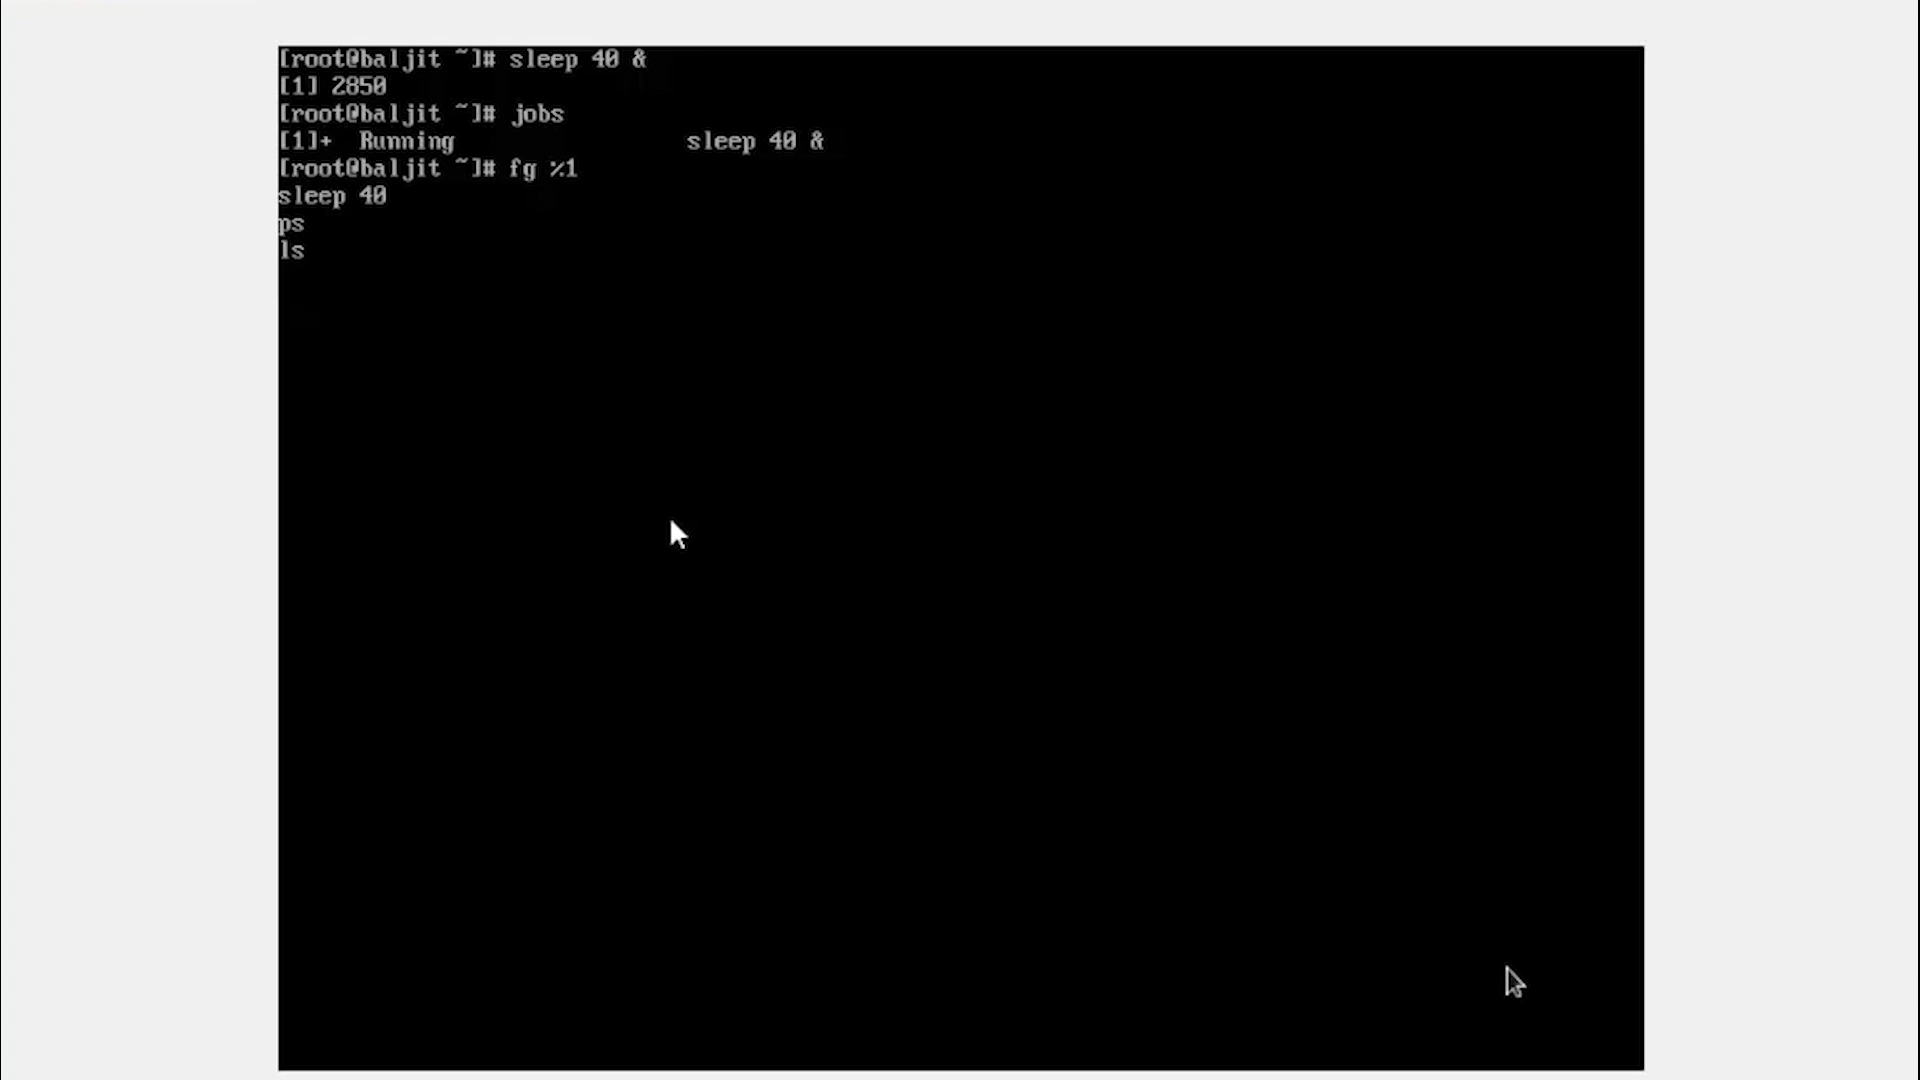 [root@baljit ~]# sleep 40 &
[1] 2850
[root@baljit ~]# jobs
[1]+  Running                 sleep 40 &
[root@baljit ~]# fg %1
sleep 40
ps
ls